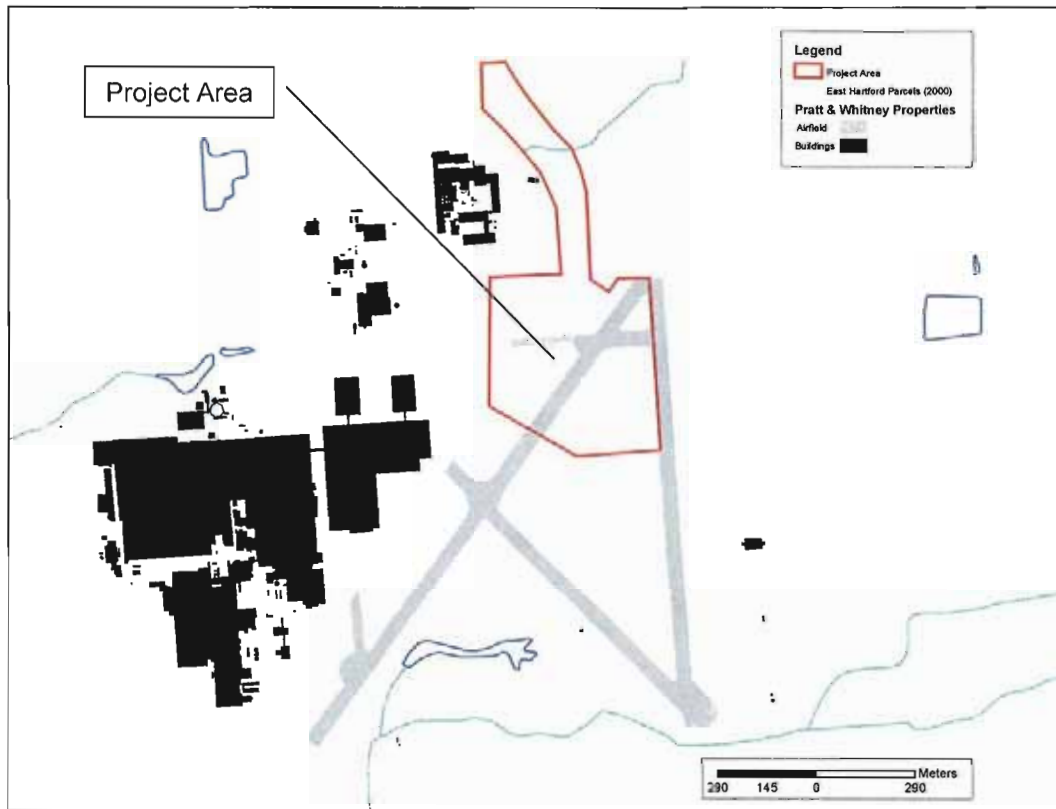 Project Area
Legend
Project Area
East Hartford Parcels (2000)
Pratt & Whitney Properties
Airfield
Buildings
Meters
290 145 0 290